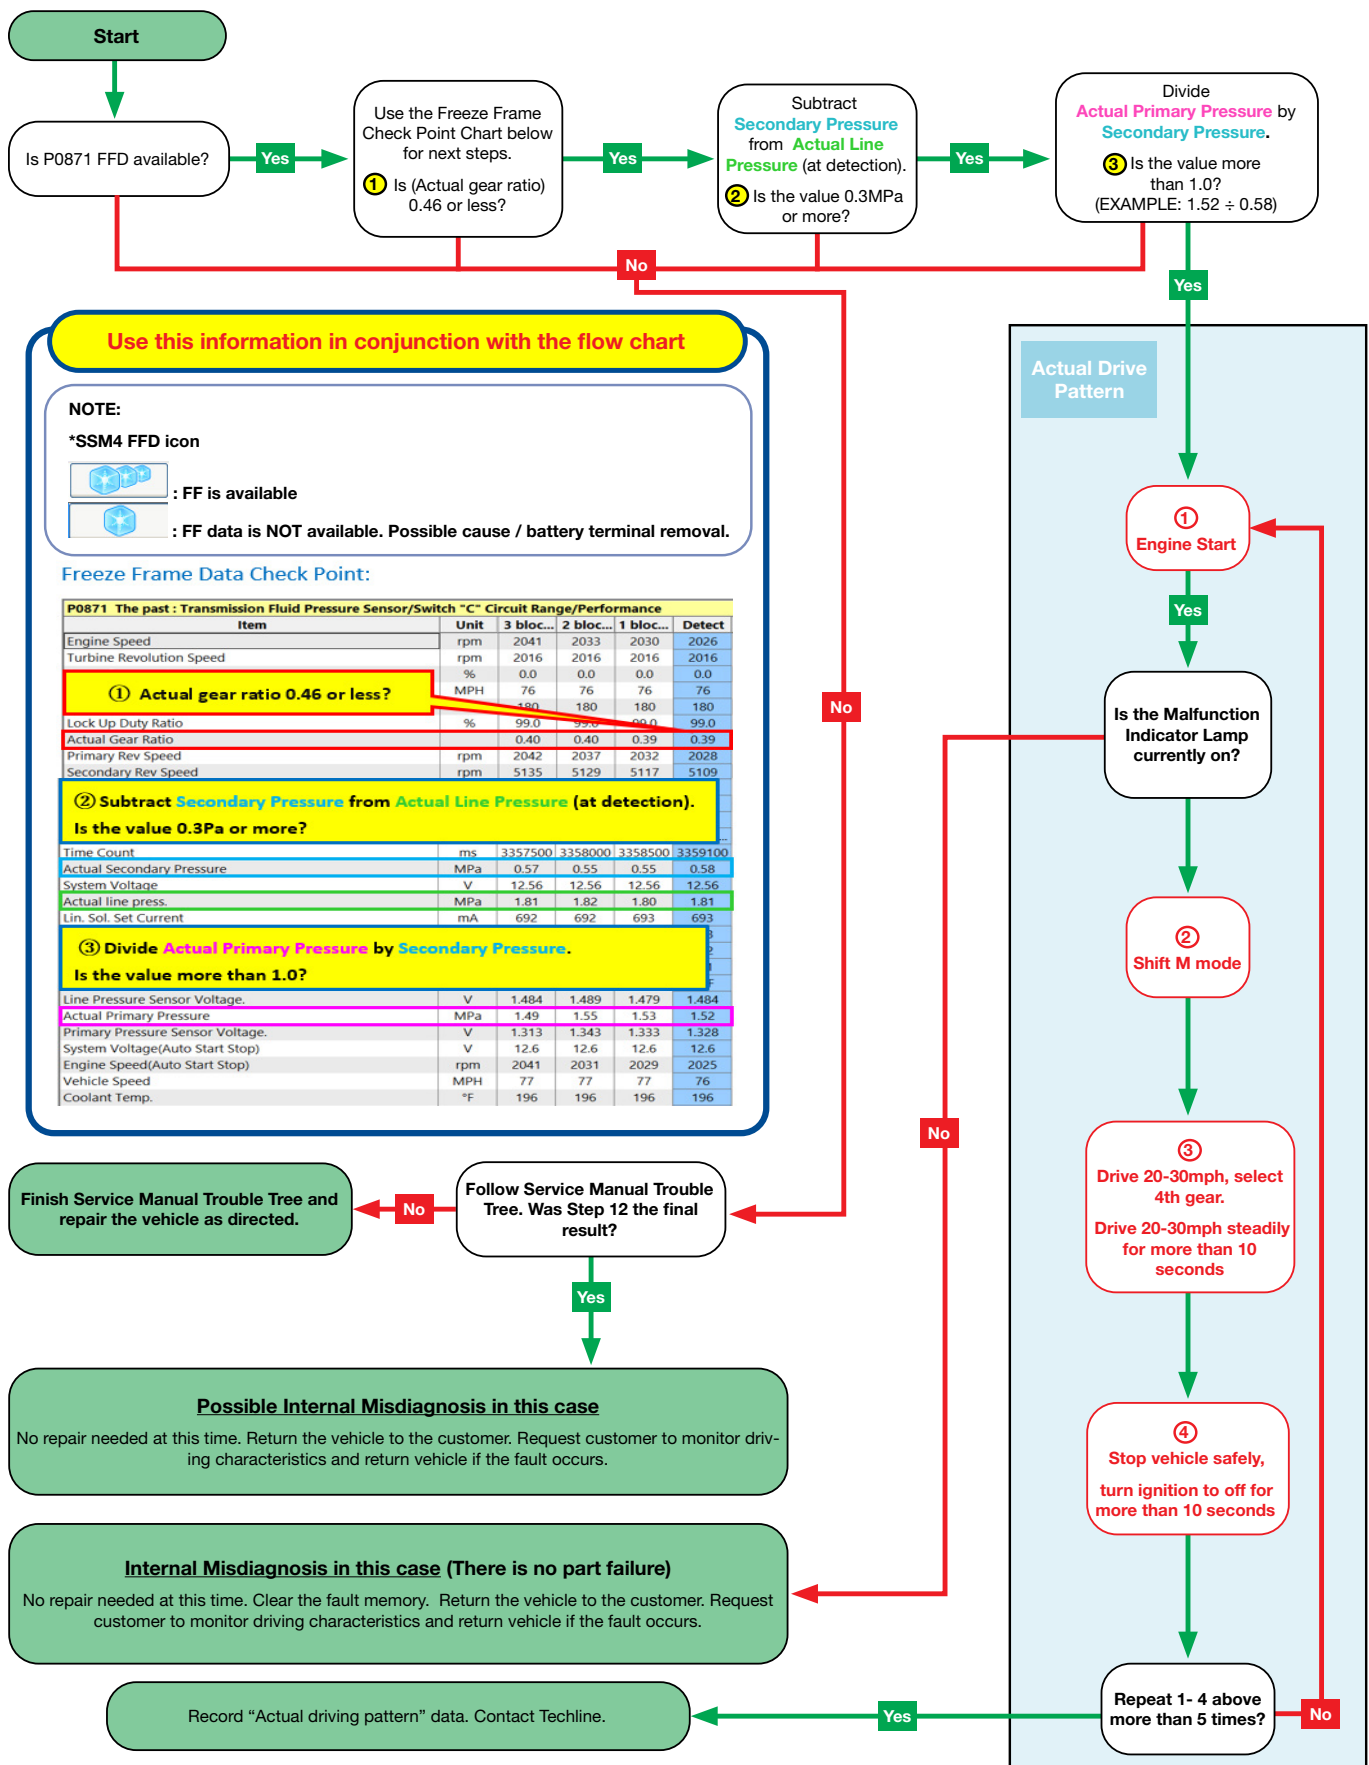 Start
Is P0871 FFD available?
Yes
Use the Freeze Frame
Check Point Chart below
for next steps.
① Is (Actual gear ratio)
0.46 or less?
Yes
Subtract
Secondary Pressure
from Actual Line
Pressure (at detection).
② Is the value 0.3MPa
or more?
Yes
Divide
Actual Primary Pressure by
Secondary Pressure.
③ Is the value more
than 1.0?
(EXAMPLE: 1.52 ÷ 0.58)
No
Yes
Use this information in conjunction with the flow chart
NOTE:
*SSM4 FFD icon
: FF is available
: FF data is NOT available. Possible cause / battery terminal removal.
Freeze Frame Data Check Point:
P0871 The past : Transmission Fluid Pressure Sensor/Switch "C" Circuit Range/Performance
Item Unit 3 bloc... 2 bloc... 1 bloc... Detect
Engine Speed rpm 2041 2033 2030 2026
Turbine Revolution Speed rpm 2016 2016 2016 2016
% 0.0 0.0 0.0 0.0
① Actual gear ratio 0.46 or less?
MPH 76 76 76 76
180 180 180 180
Lock Up Duty Ratio % 99.0 99.0 99.0 99.0
Actual Gear Ratio 0.40 0.40 0.39 0.39
Primary Rev Speed rpm 2042 2037 2032 2028
Secondary Rev Speed rpm 5135 5129 5117 5109
② Subtract Secondary Pressure from Actual Line Pressure (at detection).
Is the value 0.3Pa or more?
Time Count ms 3357500 3358000 3358500 3359100
Actual Secondary Pressure MPa 0.57 0.55 0.55 0.58
System Voltage V 12.56 12.56 12.56 12.56
Actual line press. MPa 1.81 1.82 1.80 1.81
Lin. Sol. Set Current mA 692 692 693 693
③ Divide Actual Primary Pressure by Secondary Pressure.
Is the value more than 1.0?
Line Pressure Sensor Voltage. V 1.484 1.489 1.479 1.484
Actual Primary Pressure MPa 1.49 1.55 1.53 1.52
Primary Pressure Sensor Voltage. V 1.313 1.343 1.333 1.328
System Voltage(Auto Start Stop) V 12.6 12.6 12.6 12.6
Engine Speed(Auto Start Stop) rpm 2041 2031 2029 2025
Vehicle Speed MPH 77 77 77 76
Coolant Temp. °F 196 196 196 196
No
Actual Drive
Pattern
①
Engine Start
Yes
Is the Malfunction
Indicator Lamp
currently on?
②
Shift M mode
No
③
Drive 20-30mph, select
4th gear.
Drive 20-30mph steadily
for more than 10
seconds
④
Stop vehicle safely,
turn ignition to off for
more than 10 seconds
Repeat 1- 4 above
more than 5 times?
No
Yes
Finish Service Manual Trouble Tree and
repair the vehicle as directed.
No
Follow Service Manual Trouble
Tree. Was Step 12 the final
result?
Yes
Possible Internal Misdiagnosis in this case
No repair needed at this time. Return the vehicle to the customer. Request customer to monitor driv-
ing characteristics and return vehicle if the fault occurs.
Internal Misdiagnosis in this case (There is no part failure)
No repair needed at this time. Clear the fault memory. Return the vehicle to the customer. Request
customer to monitor driving characteristics and return vehicle if the fault occurs.
Record “Actual driving pattern” data. Contact Techline.